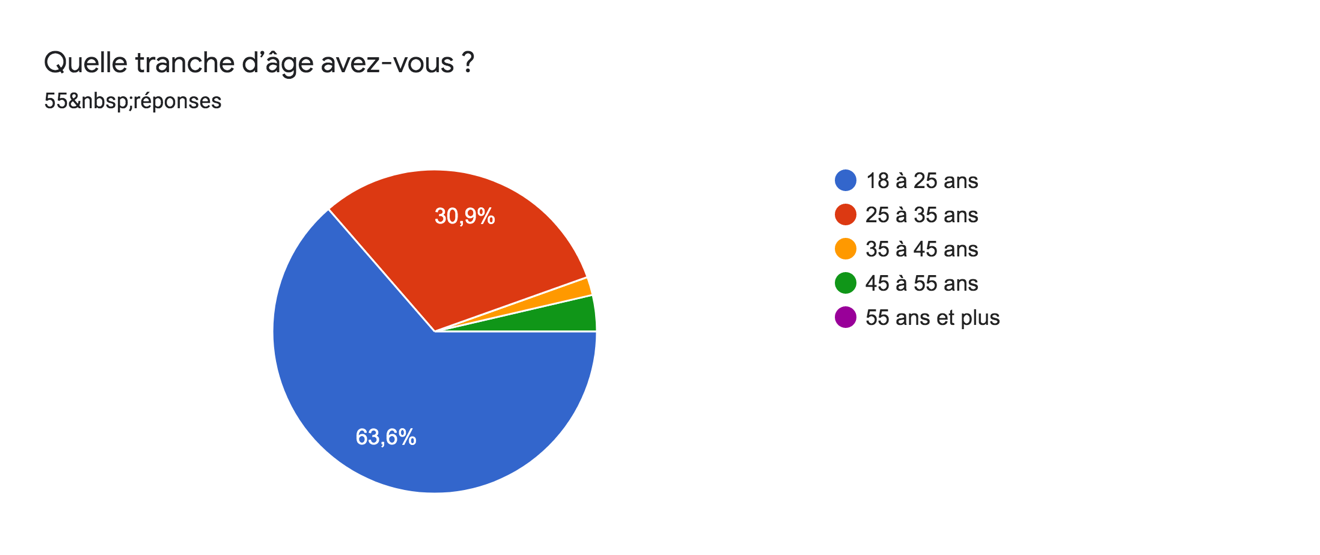 Quelle tranche d’âge avez-vous ?
55&nbsp;réponses
30,9%
63,6%
18 à 25 ans
25 à 35 ans
35 à 45 ans
45 à 55 ans
55 ans et plus